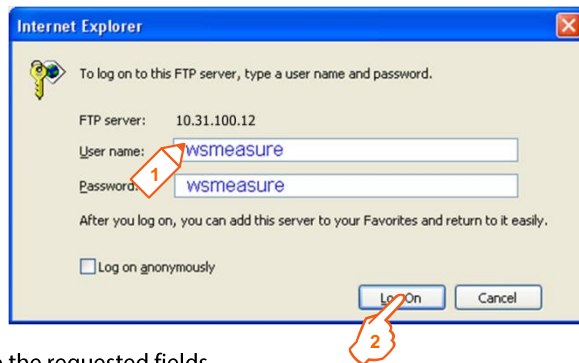 Internet Explorer
To log on to this FTP server, type a user name and password.
FTP server: 10.31.100.12
User name: wsmeasure
1
Password: wsmeasure
After you log on, you can add this server to your Favorites and return to it easily.
Log on anonymously
Log On Cancel
2
the requested fields